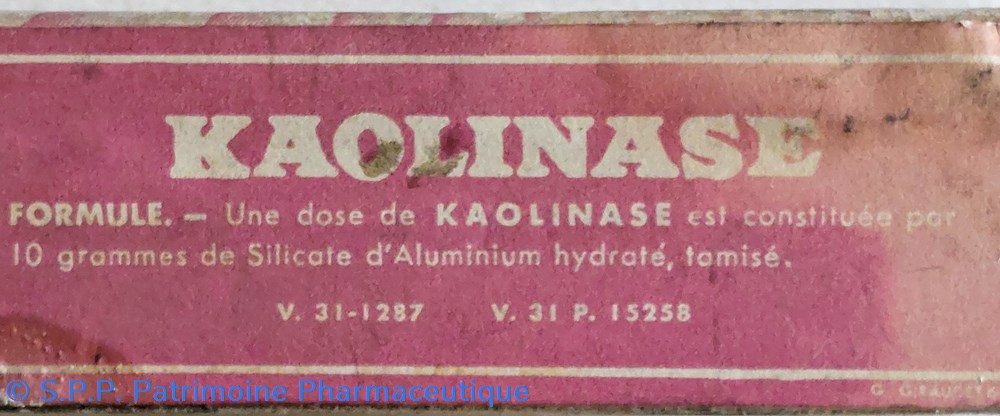 KAOLINASE
FORMULE. — Une dose de KAOLINASE est constituée par
10 grammes de Silicate d'Aluminium hydraté, tamisé.
V. 31-1287 V. 31 P. 15258
© S.P.P. Patrimoine Pharmaceutique
G.